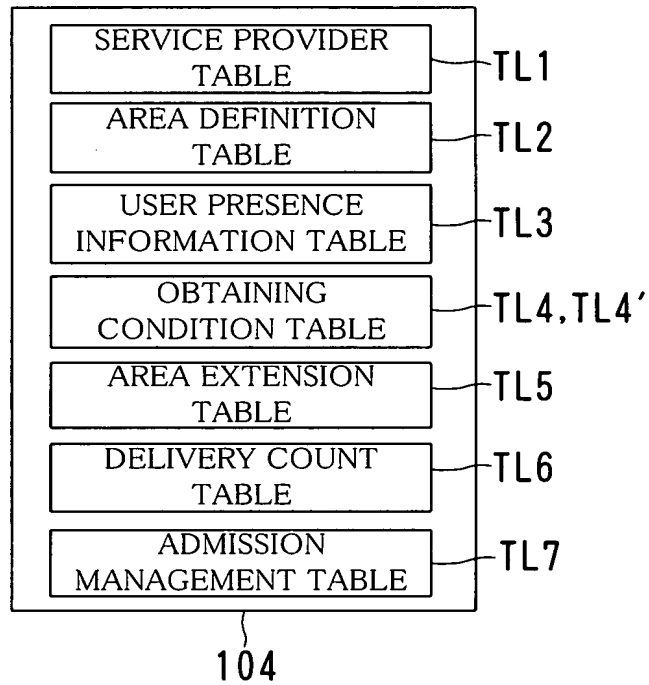 SERVICE PROVIDER
TABLE
TL1
AREA DEFINITION
TABLE
TL2
USER PRESENCE
INFORMATION TABLE
TL3
OBTAINING
CONDITION TABLE
TL4, TL4'
AREA EXTENSION
TABLE
TL5
DELIVERY COUNT
TABLE
TL6
ADMISSION
MANAGEMENT TABLE
TL7
104